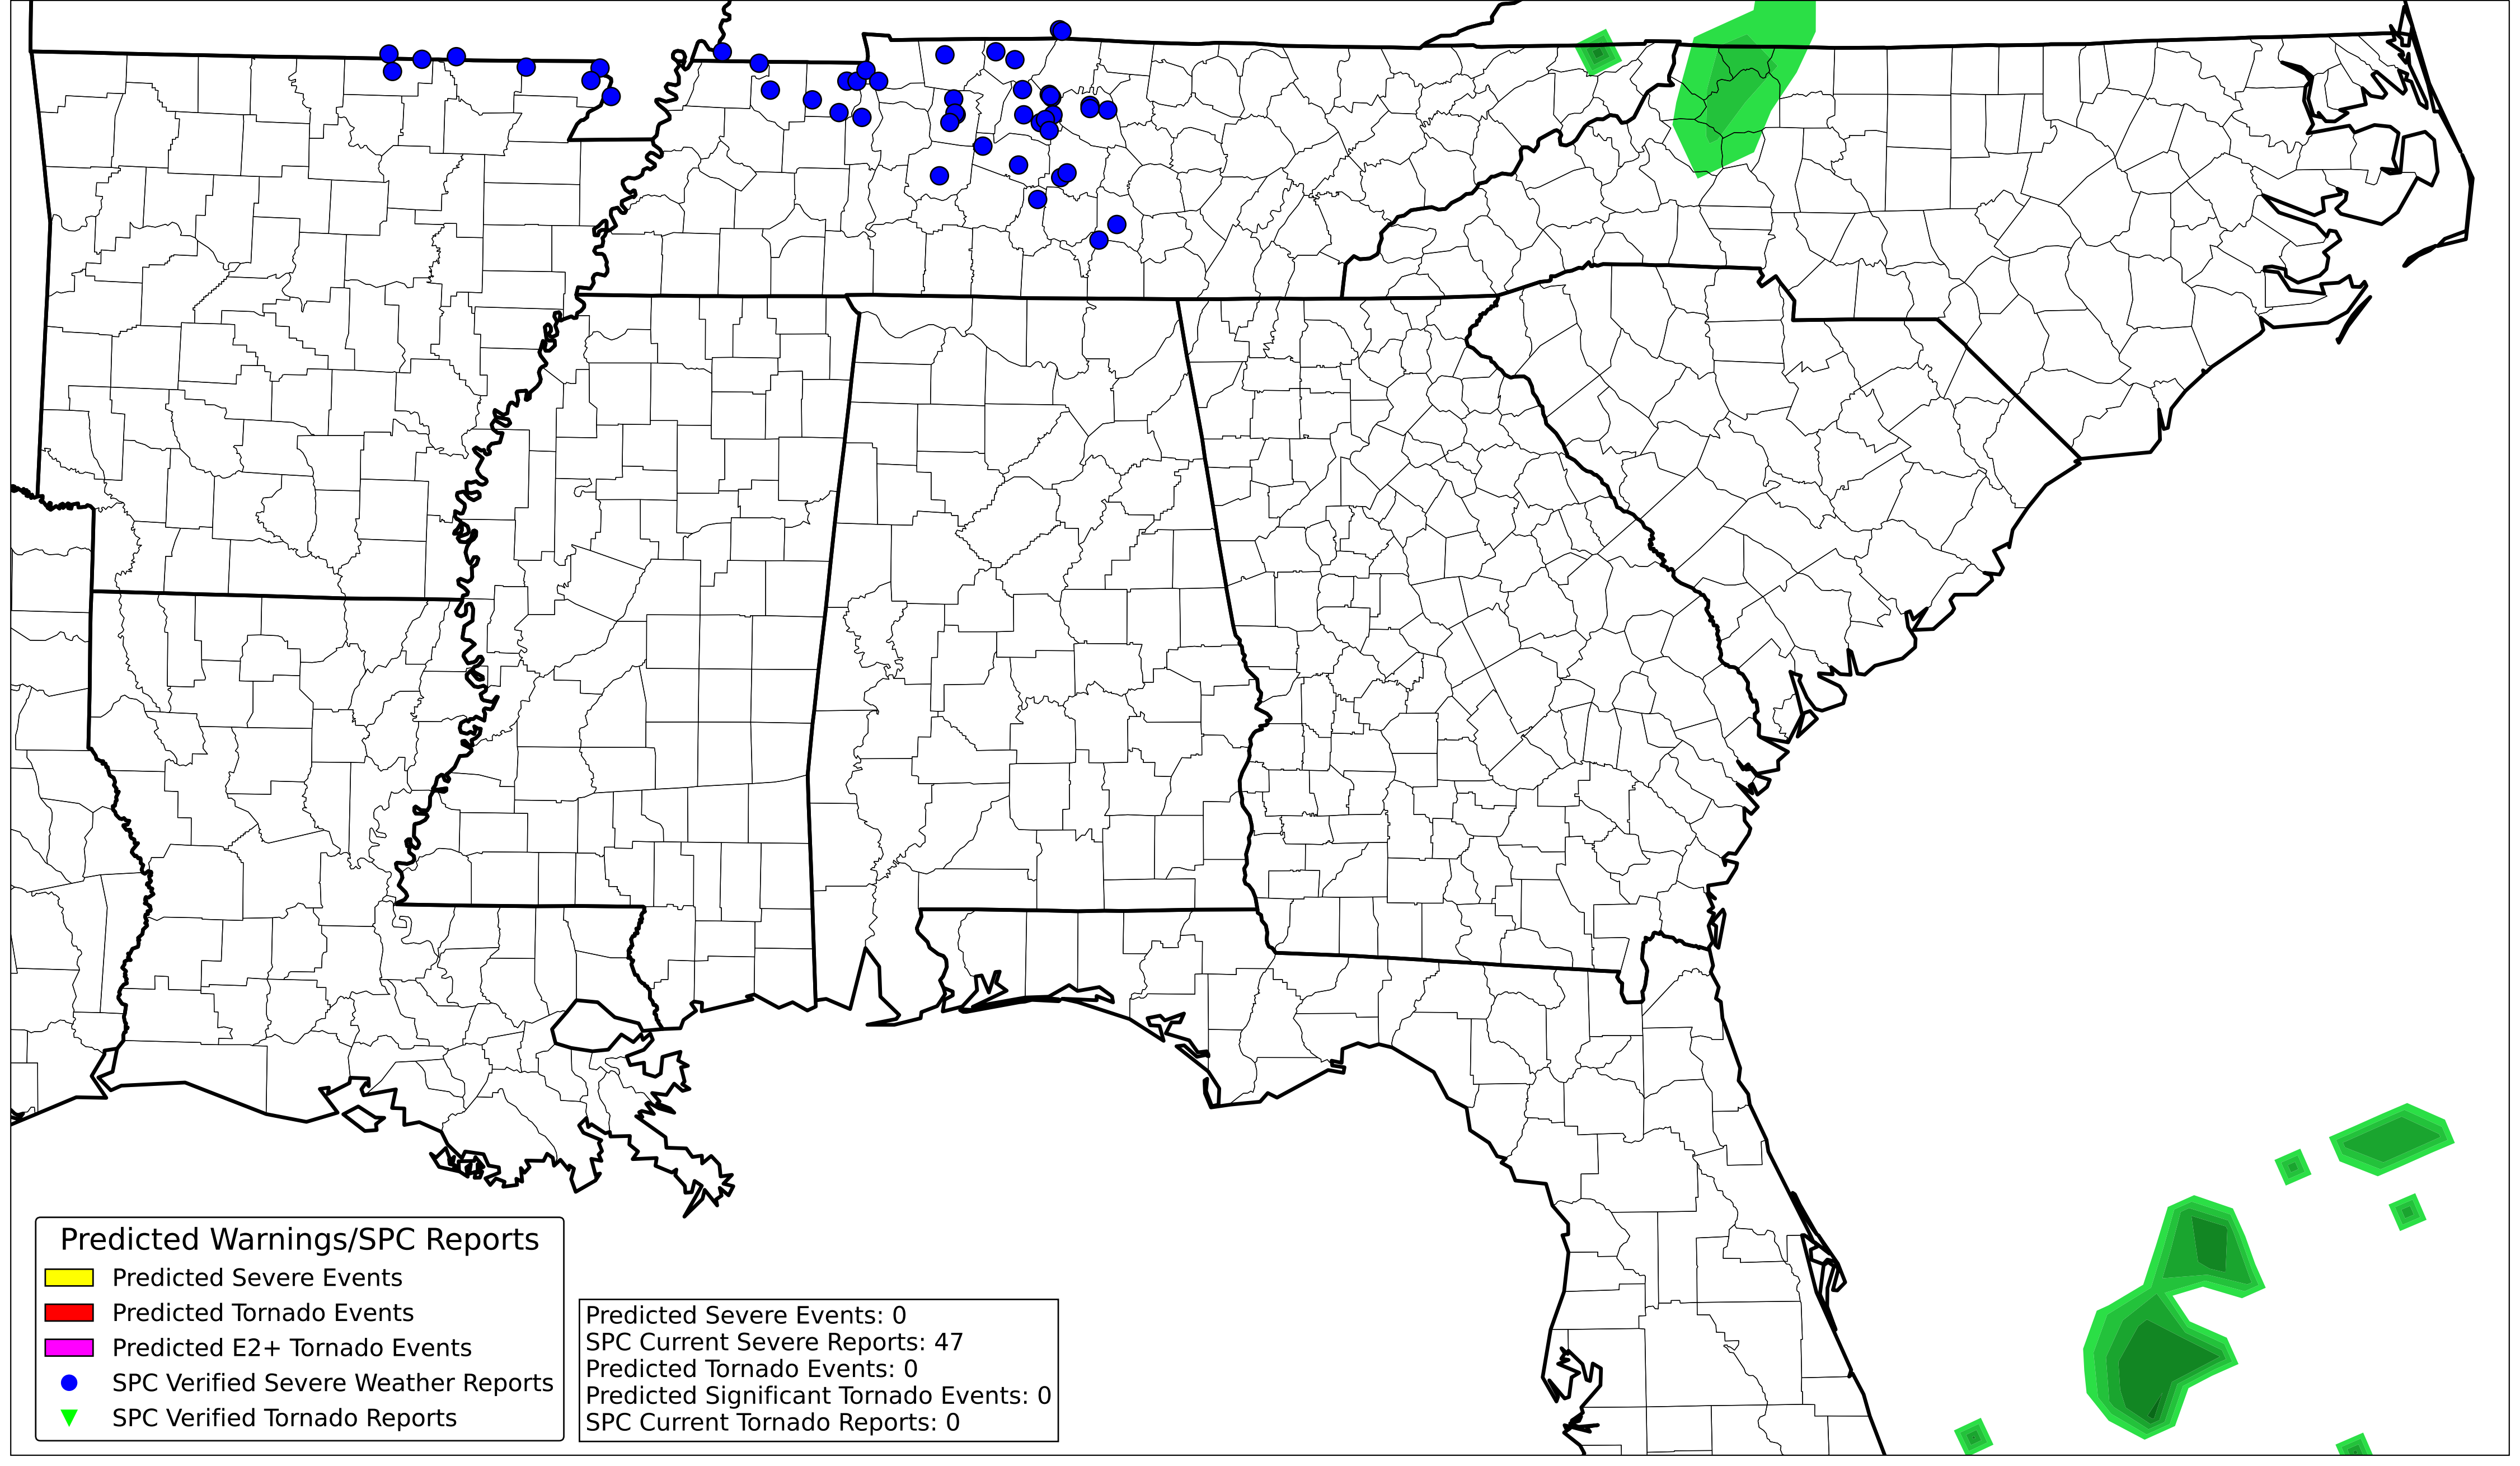 Predicted Warnings/SPC Reports
Predicted Severe Events
Predicted Tornado Events
Predicted E2+ Tornado Events
SPC Verified Severe Weather Reports
SPC Verified Tornado Reports
Predicted Severe Events: 0
SPC Current Severe Reports: 47
Predicted Tornado Events: 0
Predicted Significant Tornado Events: 0
SPC Current Tornado Reports: 0